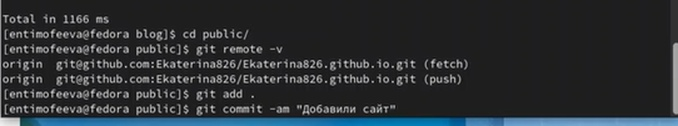 Total in 1166 ms
[entimofeeva@fedora blog]$ cd public/
[entimofeeva@fedora public]$ git remote -v
origin  git@github.com:Ekaterina826/Ekaterina826.github.io.git (fetch)
origin  git@github.com:Ekaterina826/Ekaterina826.github.io.git (push)
[entimofeeva@fedora public]$ git add .
[entimofeeva@fedora public]$ git commit -am "Добавили сайт"